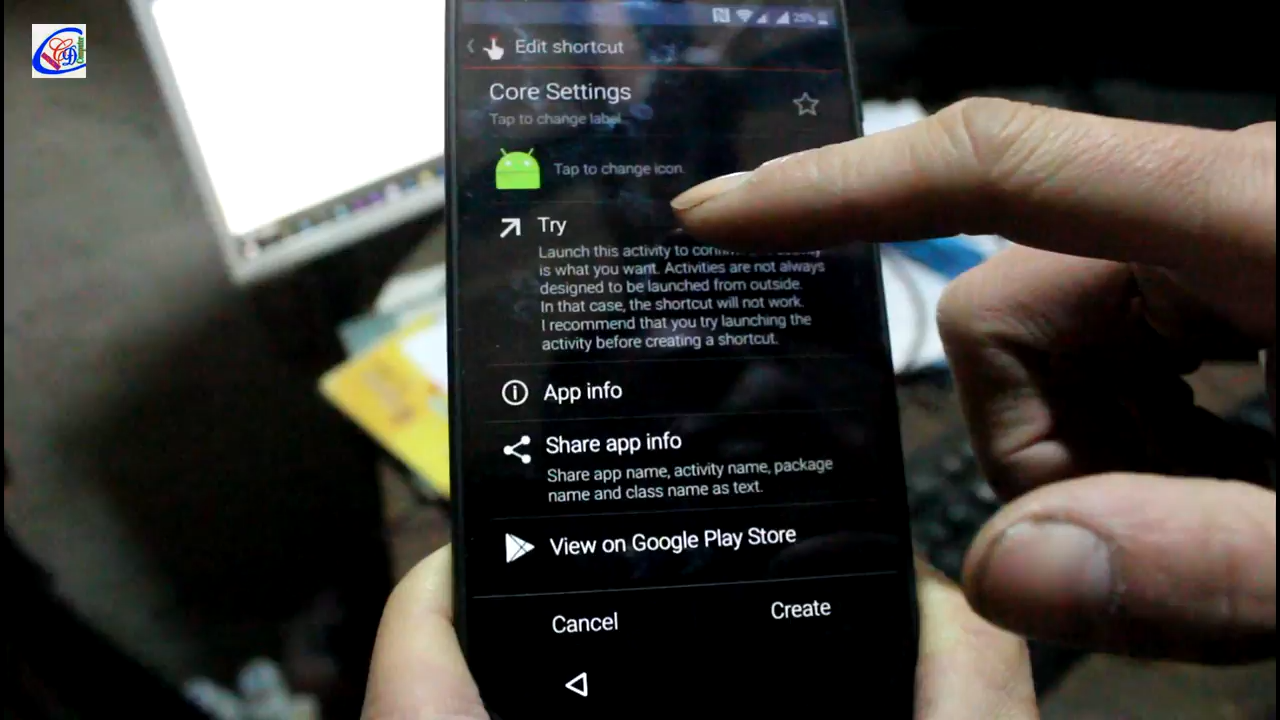 25%
Edit shortcut
Core Settings
Tap to change label
Tap to change icon.
Try
Launch this activity to
is what you want. Activities are not always
designed to be launched from outside.
In that case, the shortcut will not work.
I recommend that you try launching the
activity before creating a shortcut.
App info
Share app info
Share app name, activity name, package
name and class name as text.
View on Google Play Store
Cancel
Create